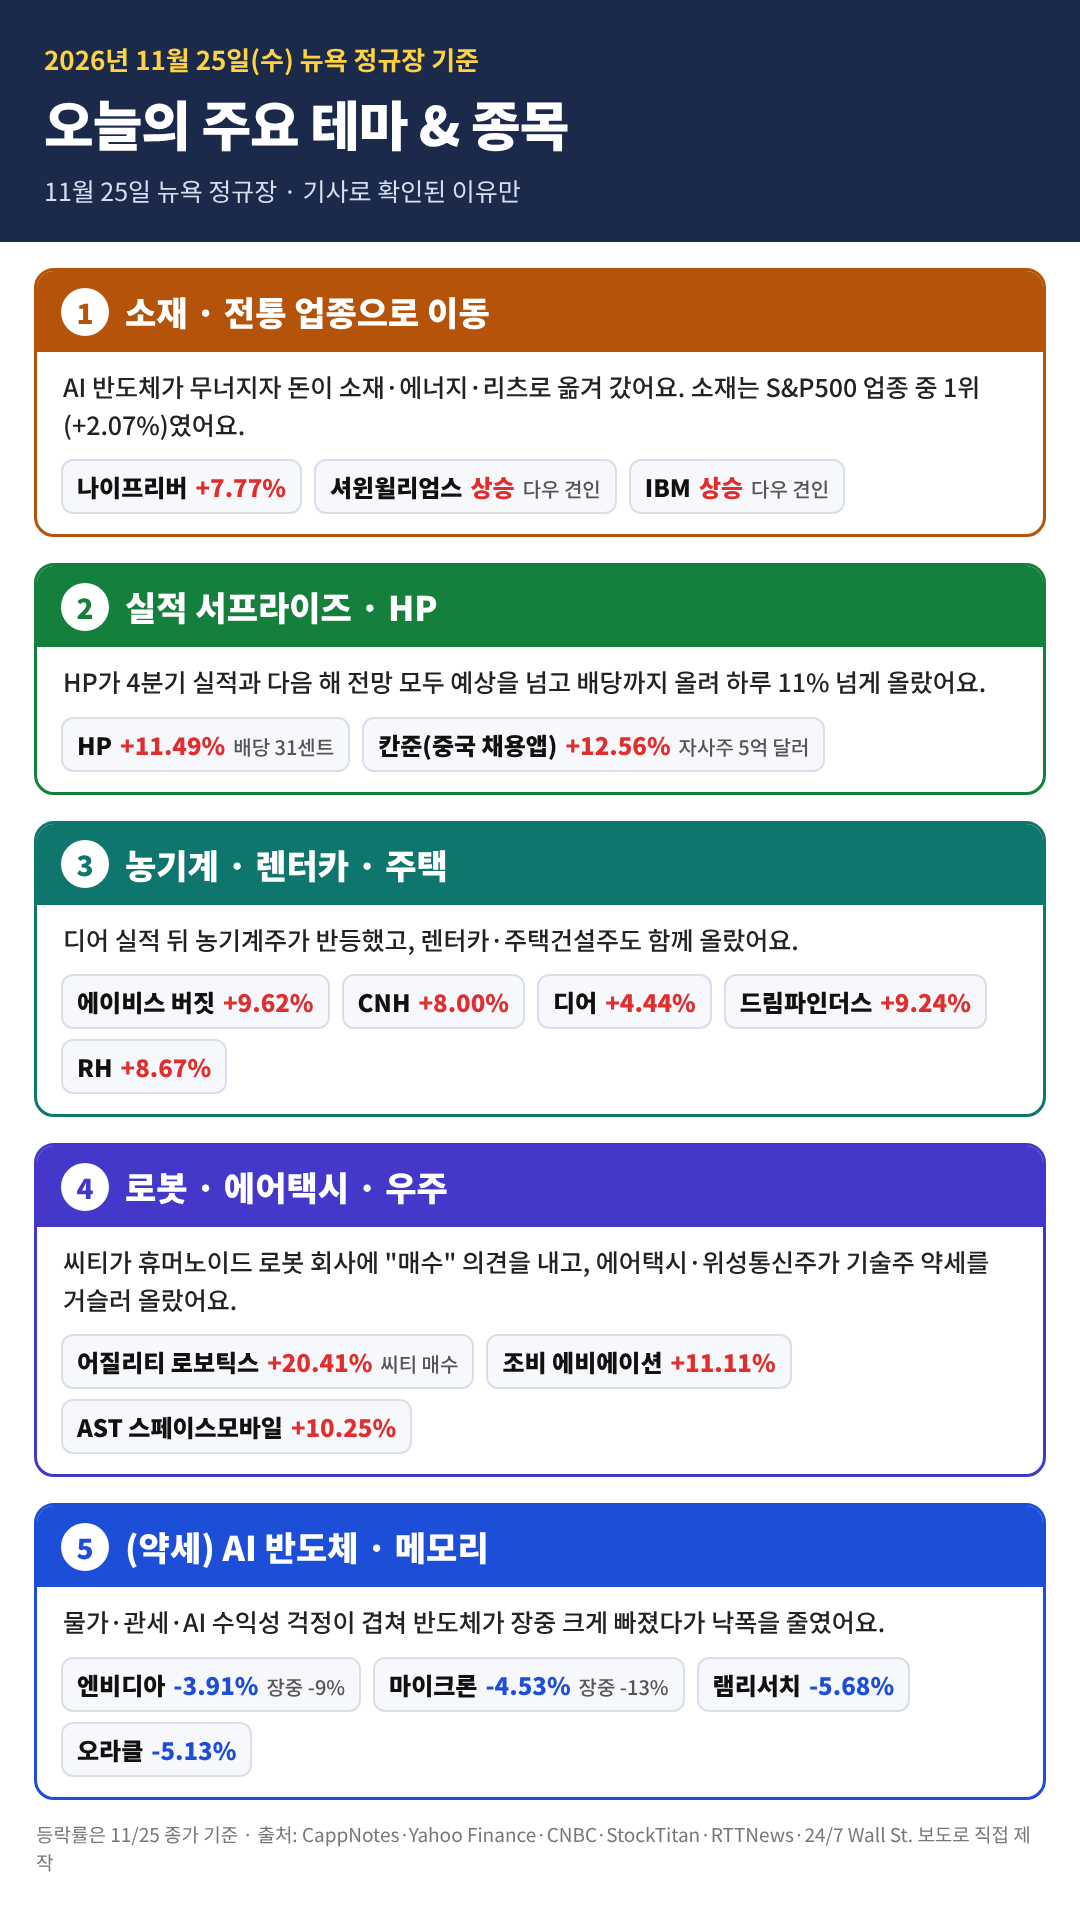 2026년 11월 25일(수) 뉴욕 정규장 기준
오늘의 주요 테마 & 종목
11월 25일 뉴욕 정규장 · 기사로 확인된 이유만
1 소재 · 전통 업종으로 이동
AI 반도체가 무너지자 돈이 소재·에너지·리츠로 옮겨 갔어요. 소재는 S&P500 업종 중 1위
(+2.07%)였어요.
나이프리버 +7.77% 셔윈윌리엄스 상승 다우 견인 IBM 상승 다우 견인
2 실적 서프라이즈 · HP
HP가 4분기 실적과 다음 해 전망 모두 예상을 넘고 배당까지 올려 하루 11% 넘게 올랐어요.
HP +11.49% 배당 31센트 칸준(중국 채용앱) +12.56% 자사주 5억 달러
3 농기계 · 렌터카 · 주택
디어 실적 뒤 농기계주가 반등했고, 렌터카·주택건설주도 함께 올랐어요.
에이비스 버짓 +9.62% CNH +8.00% 디어 +4.44% 드림파인더스 +9.24%
RH +8.67%
4 로봇 · 에어택시 · 우주
씨티가 휴머노이드 로봇 회사에 "매수" 의견을 내고, 에어택시·위성통신주가 기술주 약세를
거슬러 올랐어요.
어질리티 로보틱스 +20.41% 씨티 매수 조비 에비에이션 +11.11%
AST 스페이스모바일 +10.25%
5 (약세) AI 반도체 · 메모리
물가·관세·AI 수익성 걱정이 겹쳐 반도체가 장중 크게 빠졌다가 낙폭을 줄였어요.
엔비디아 -3.91% 장중 -9% 마이크론 -4.53% 장중 -13% 램리서치 -5.68%
오라클 -5.13%
등락률은 11/25 종가 기준 · 출처: CappNotes·Yahoo Finance·CNBC·StockTitan·RTTNews·24/7 Wall St. 보도로 직접 제
작